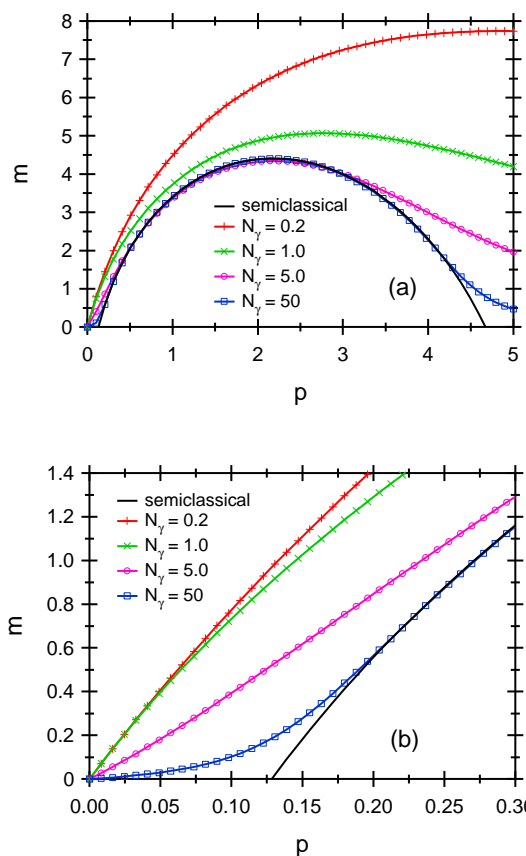 8
7
6
5
4
3
2
1
0
m
semiclassical
N_γ = 0.2
N_γ = 1.0
N_γ = 5.0
N_γ = 50
(a)
0 1 2 3 4 5
p
1.4
1.2
1.0
0.8
0.6
0.4
0.2
0
m
semiclassical
N_γ = 0.2
N_γ = 1.0
N_γ = 5.0
N_γ = 50
(b)
0.00 0.05 0.10 0.15 0.20 0.25 0.30
p